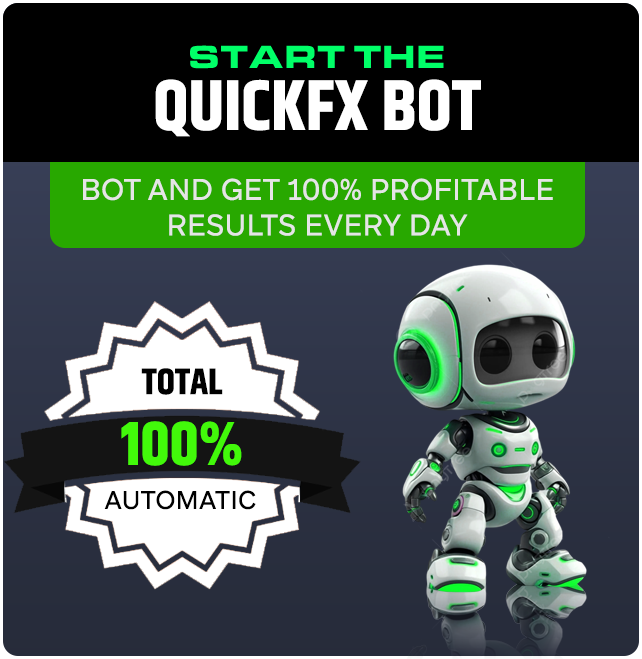 START THE
QUICKFX BOT
BOT AND GET 100% PROFITABLE
RESULTS EVERY DAY
TOTAL
100%
AUTOMATIC